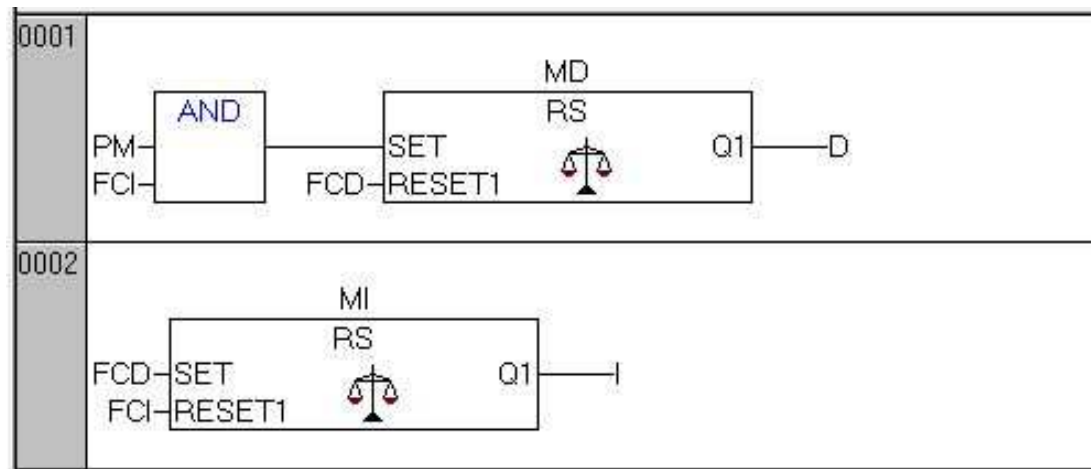 0001
MD
AND
RS
PM
SET
Q1
D
FCI
FCD
RESET1
0002
MI
RS
FCD
SET
Q1
I
FCI
RESET1